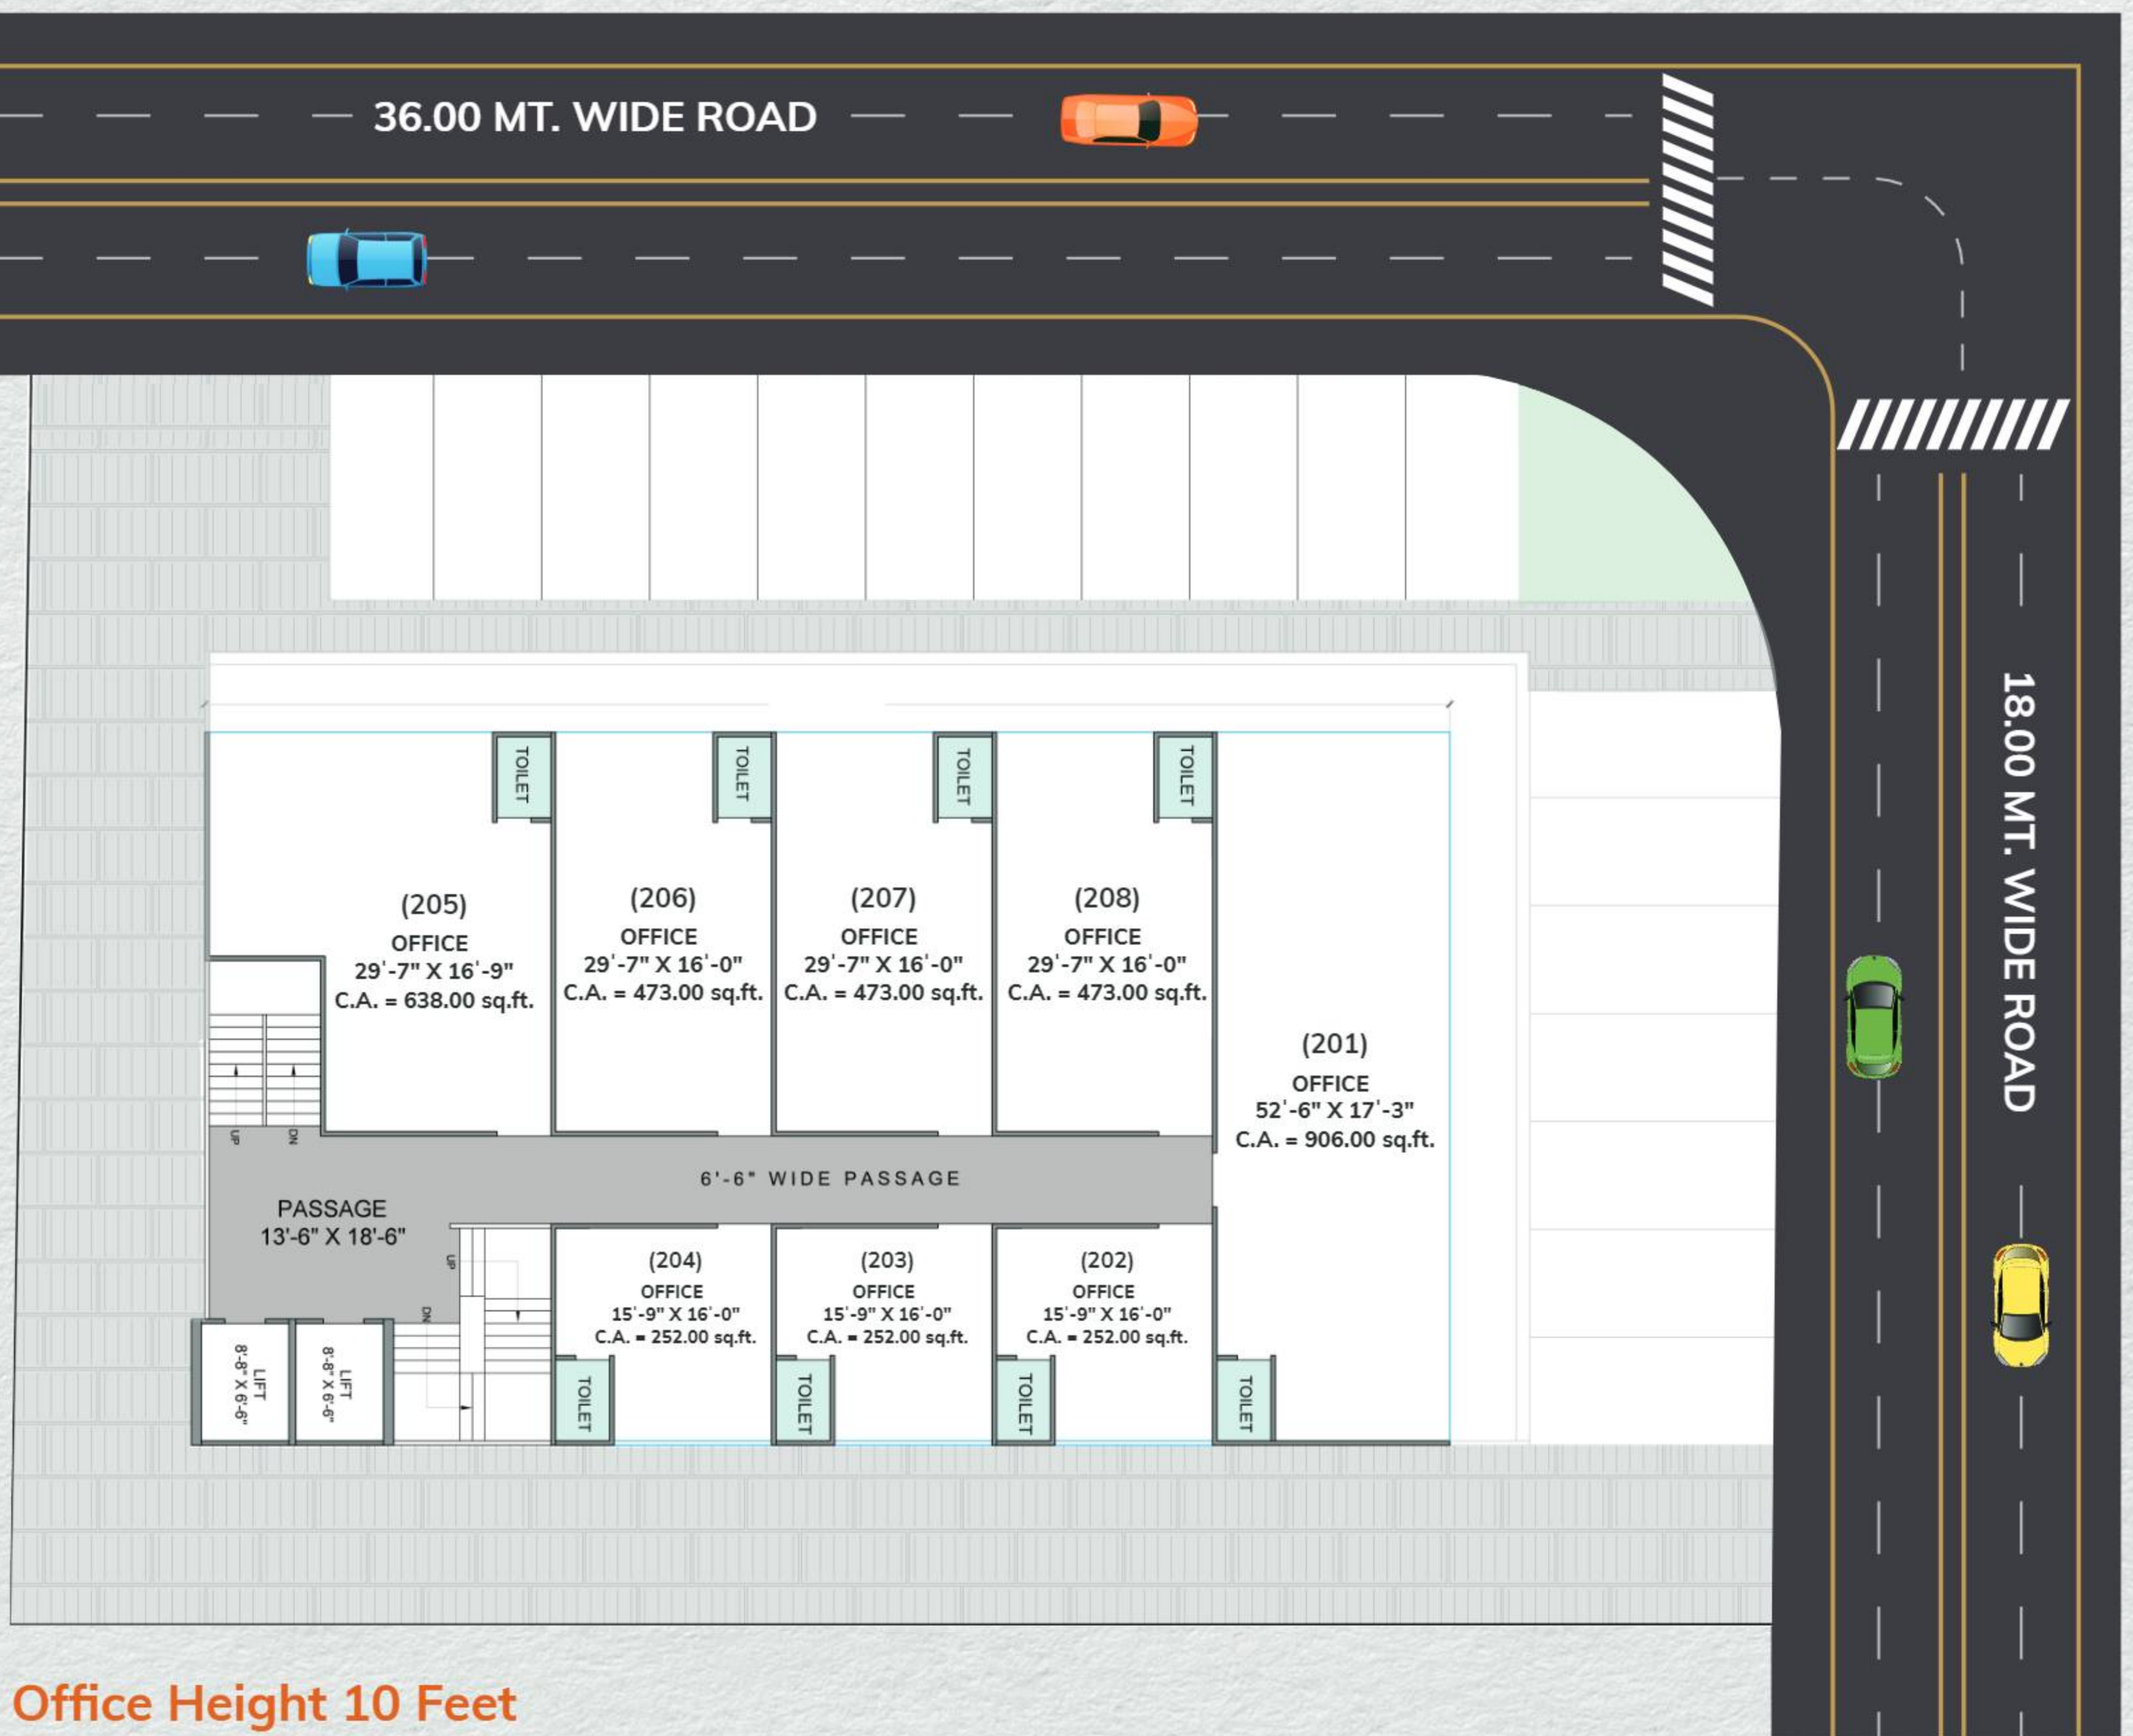 36.00 MT. WIDE ROAD
18.00 MT. WIDE ROAD
TOILET
TOILET
TOILET
TOILET
(205)
OFFICE
29'-7" X 16'-9"
C.A. = 638.00 sq.ft.
(206)
OFFICE
29'-7" X 16'-0"
C.A. = 473.00 sq.ft.
(207)
OFFICE
29'-7" X 16'-0"
C.A. = 473.00 sq.ft.
(208)
OFFICE
29'-7" X 16'-0"
C.A. = 473.00 sq.ft.
(201)
OFFICE
52'-6" X 17'-3"
C.A. = 906.00 sq.ft.
UP
DN
6'-6" WIDE PASSAGE
PASSAGE
13'-6" X 18'-6"
UP
DN
(204)
OFFICE
15'-9" X 16'-0"
C.A. = 252.00 sq.ft.
(203)
OFFICE
15'-9" X 16'-0"
C.A. = 252.00 sq.ft.
(202)
OFFICE
15'-9" X 16'-0"
C.A. = 252.00 sq.ft.
LIFT
8'-8" X 6'-6"
LIFT
8'-8" X 6'-6"
TOILET
TOILET
TOILET
TOILET
Office Height 10 Feet